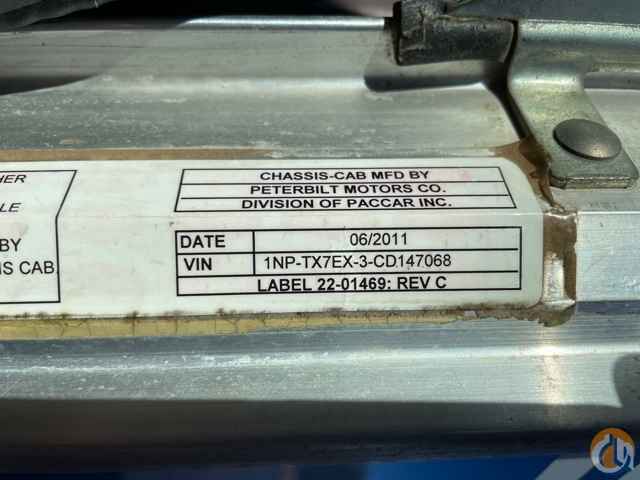 HER
LE
BY
IS CAB.
CHASSIS-CAB MFD BY
PETERBILT MOTORS CO.
DIVISION OF PACCAR INC.
DATE 06/2011
VIN 1NP-TX7EX-3-CD147068
LABEL 22-01469: REV C